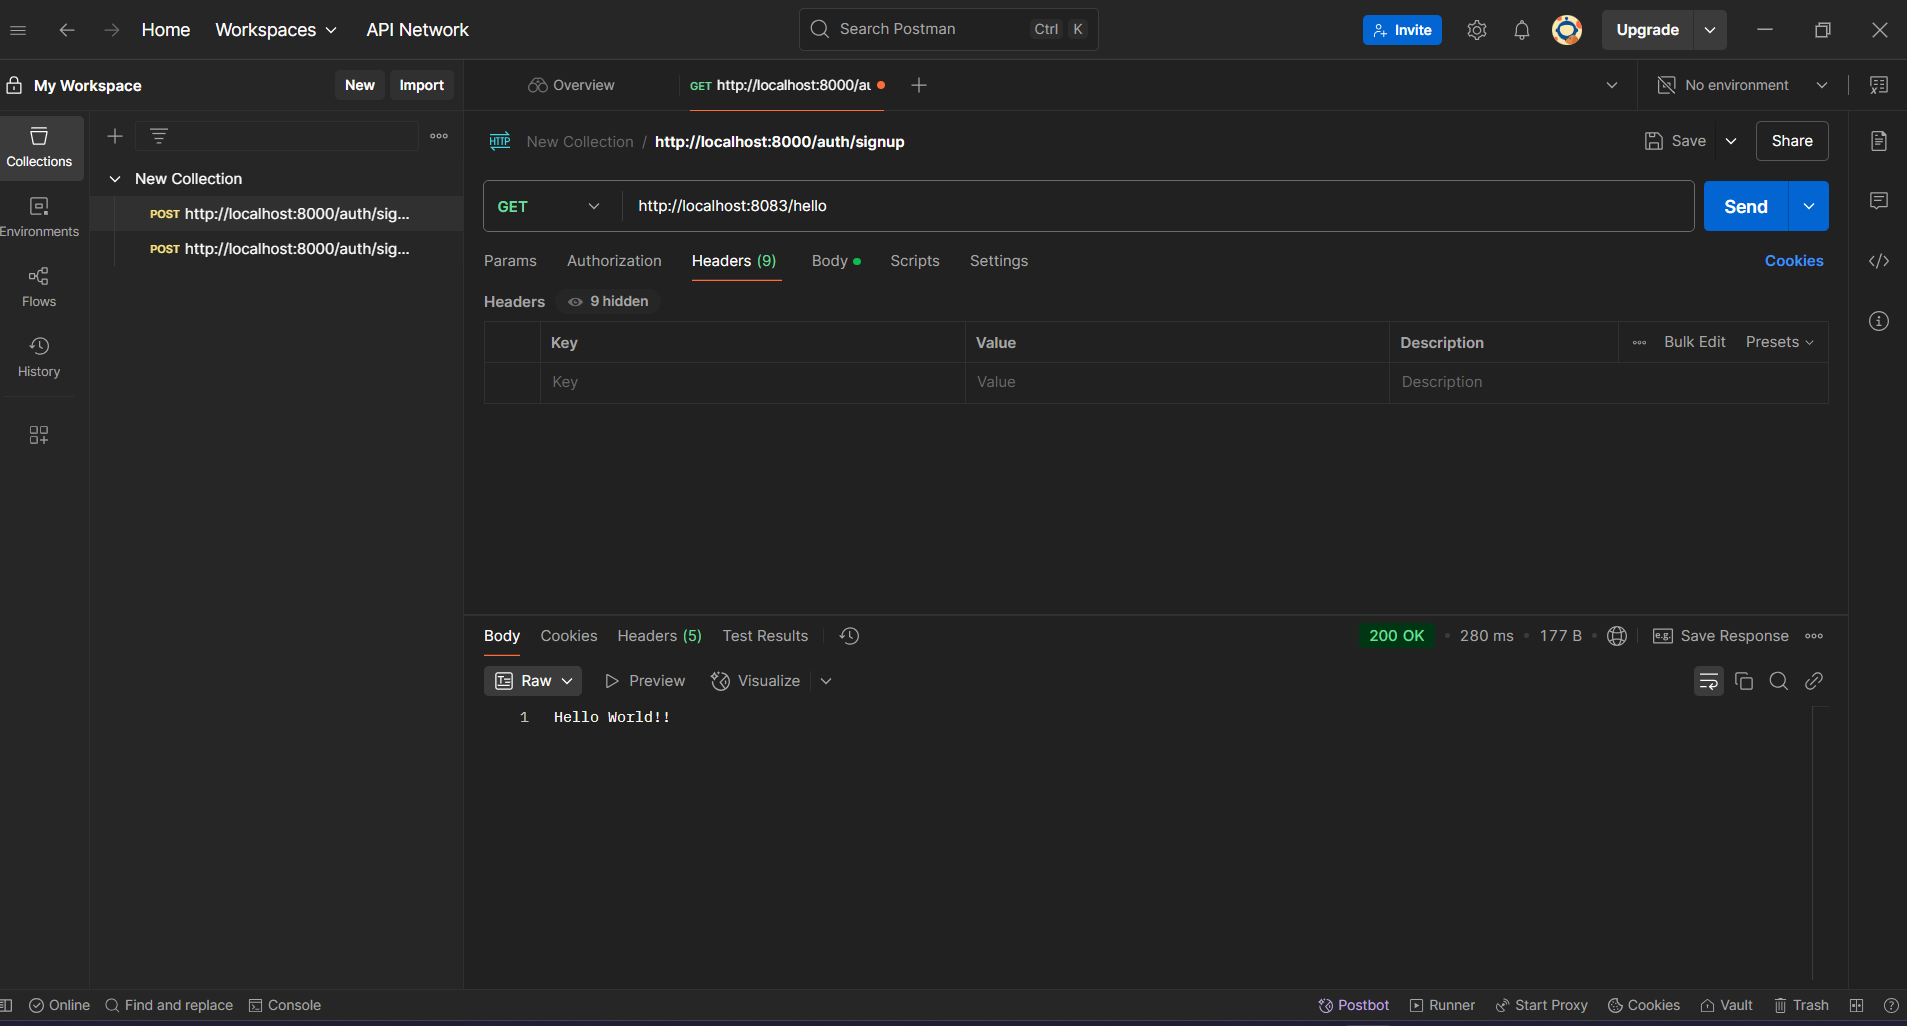 Home
Workspaces
API Network
Search Postman
Ctrl K
Invite
Upgrade
My Workspace
New
Import
Overview
GET http://localhost:8000/au
No environment
Collections
Environments
Flows
History
New Collection
POST http://localhost:8000/auth/sig...
POST http://localhost:8000/auth/sig...
HTTP New Collection / http://localhost:8000/auth/signup
Save
Share
GET
http://localhost:8083/hello
Send
Params
Authorization
Headers (9)
Body
Scripts
Settings
Cookies
Headers
9 hidden
Key
Value
Description
Bulk Edit
Presets
Key
Value
Description
Body
Cookies
Headers (5)
Test Results
200 OK
280 ms
177 B
e.g.
Save Response
Raw
Preview
Visualize
1 Hello World!!
Online
Find and replace
Console
Postbot
Runner
Start Proxy
Cookies
Vault
Trash